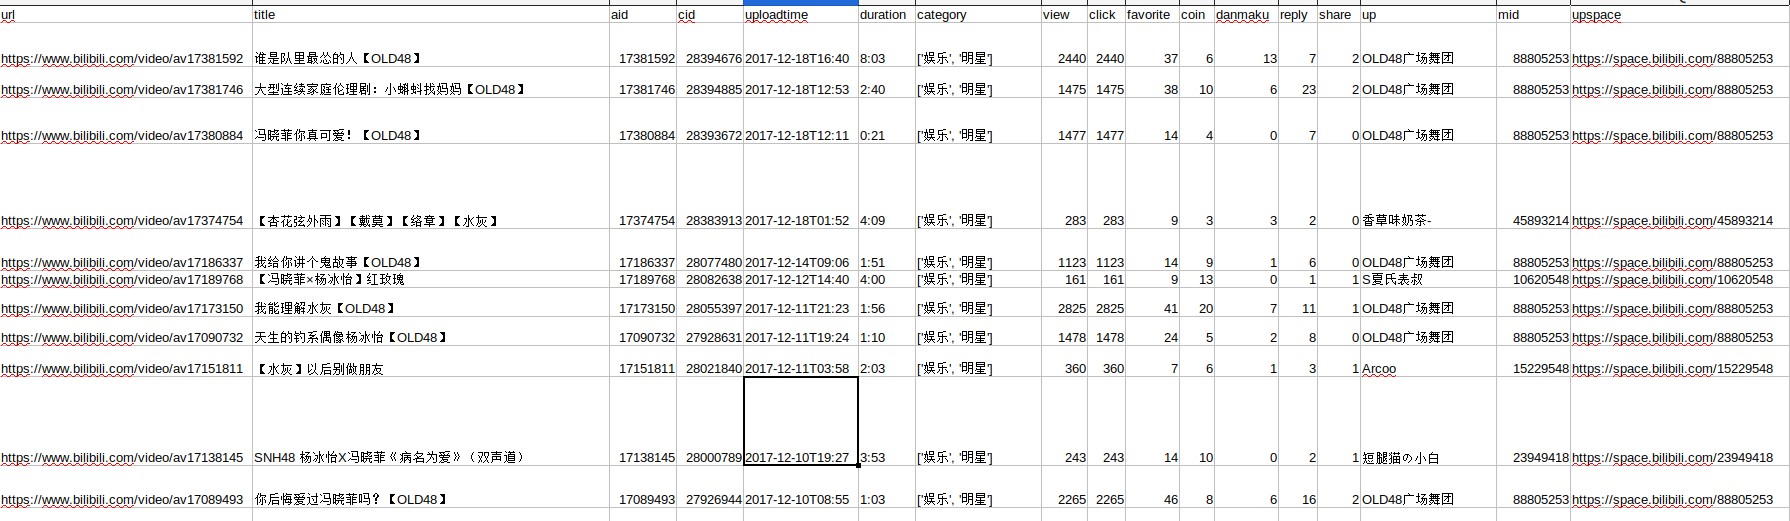 url title aid cid uploadtime duration category view click favorite coin danmaku reply share up mid upspace
https://www.bilibili.com/video/av17381592 谁是队里最怂的人【OLD48】 17381592 28394676 2017-12-18T16:40 8:03 ['娱乐', '明星'] 2440 2440 37 6 13 7 2 OLD48广场舞团 88805253 https://space.bilibili.com/88805253
https://www.bilibili.com/video/av17381746 大型连续家庭伦理剧：小蝌蚪找妈妈【OLD48】 17381746 28394885 2017-12-18T12:53 2:40 ['娱乐', '明星'] 1475 1475 38 10 6 23 2 OLD48广场舞团 88805253 https://space.bilibili.com/88805253
https://www.bilibili.com/video/av17380884 冯晓菲你真可爱！【OLD48】 17380884 28393672 2017-12-18T12:11 0:21 ['娱乐', '明星'] 1477 1477 14 4 0 7 0 OLD48广场舞团 88805253 https://space.bilibili.com/88805253
https://www.bilibili.com/video/av17374754 【杏花弦外雨】【戴莫】【络章】【水灰】 17374754 28383913 2017-12-18T01:52 4:09 ['娱乐', '明星'] 283 283 9 3 3 2 0 香草味奶茶- 45893214 https://space.bilibili.com/45893214
https://www.bilibili.com/video/av17186337 我给你讲个鬼故事【OLD48】 17186337 28077480 2017-12-14T09:06 1:51 ['娱乐', '明星'] 1123 1123 14 9 1 6 0 OLD48广场舞团 88805253 https://space.bilibili.com/88805253
https://www.bilibili.com/video/av17189768 【冯晓菲×杨冰怡】红玫瑰 17189768 28082638 2017-12-12T14:40 4:00 ['娱乐', '明星'] 161 161 9 13 0 1 1 S夏氏表叔 10620548 https://space.bilibili.com/10620548
https://www.bilibili.com/video/av17173150 我能理解水灰【OLD48】 17173150 28055397 2017-12-11T21:23 1:56 ['娱乐', '明星'] 2825 2825 41 20 7 11 1 OLD48广场舞团 88805253 https://space.bilibili.com/88805253
https://www.bilibili.com/video/av17090732 天生的钓系偶像杨冰怡【OLD48】 17090732 27928631 2017-12-11T19:24 1:10 ['娱乐', '明星'] 1478 1478 24 5 2 8 0 OLD48广场舞团 88805253 https://space.bilibili.com/88805253
https://www.bilibili.com/video/av17151811 【水灰】以后别做朋友 17151811 28021840 2017-12-11T03:58 2:03 ['娱乐', '明星'] 360 360 7 6 1 3 1 Arcoo 15229548 https://space.bilibili.com/15229548
https://www.bilibili.com/video/av17138145 SNH48 杨冰怡X冯晓菲《病名为爱》（双声道） 17138145 28000789 2017-12-10T19:27 3:53 ['娱乐', '明星'] 243 243 14 10 0 2 1 短腿猫の小白 23949418 https://space.bilibili.com/23949418
https://www.bilibili.com/video/av17089493 你后悔爱过冯晓菲吗？【OLD48】 17089493 27926944 2017-12-10T08:55 1:03 ['娱乐', '明星'] 2265 2265 46 8 6 16 2 OLD48广场舞团 88805253 https://space.bilibili.com/88805253